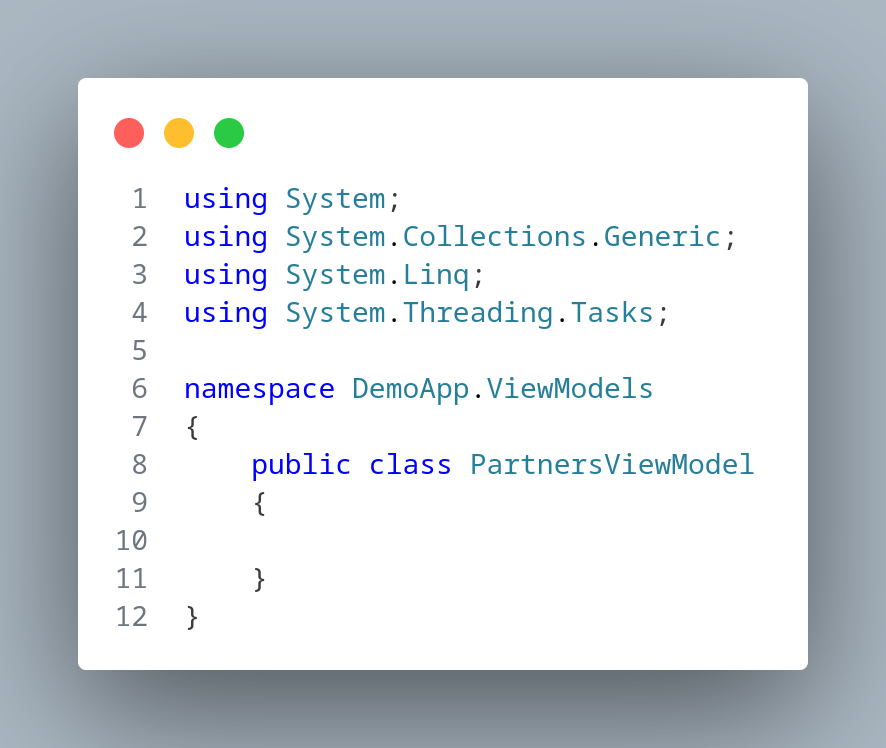 1 using System;
2 using System.Collections.Generic;
3 using System.Linq;
4 using System.Threading.Tasks;
5
6 namespace DemoApp.ViewModels
7 {
8     public class PartnersViewModel
9     {
10
11     }
12 }